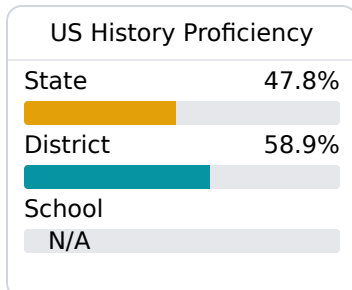 US History Proficiency
State 47.8%
District 58.9%
School
N/A